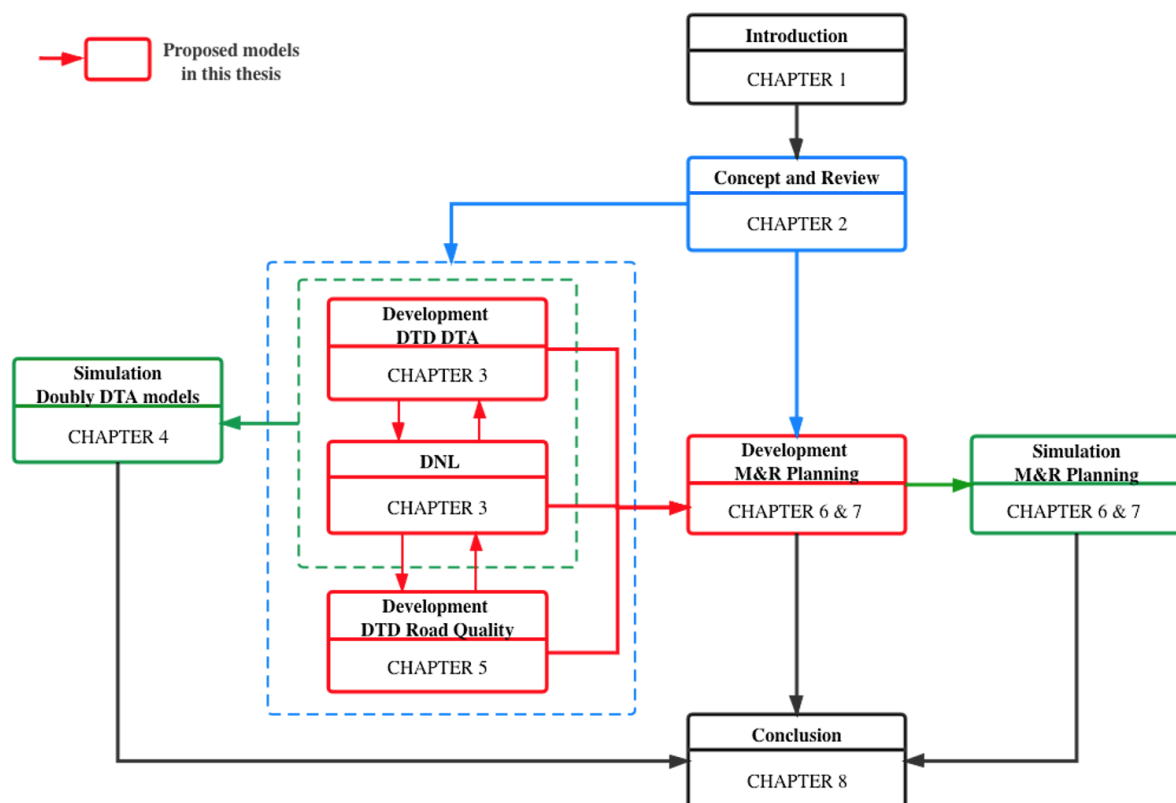 Proposed models
in this thesis
Introduction
CHAPTER 1
Concept and Review
CHAPTER 2
Development
DTD DTA
CHAPTER 3
Simulation
Doubly DTA models
CHAPTER 4
DNL
CHAPTER 3
Development
M&R Planning
CHAPTER 6 & 7
Simulation
M&R Planning
CHAPTER 6 & 7
Development
DTD Road Quality
CHAPTER 5
Conclusion
CHAPTER 8